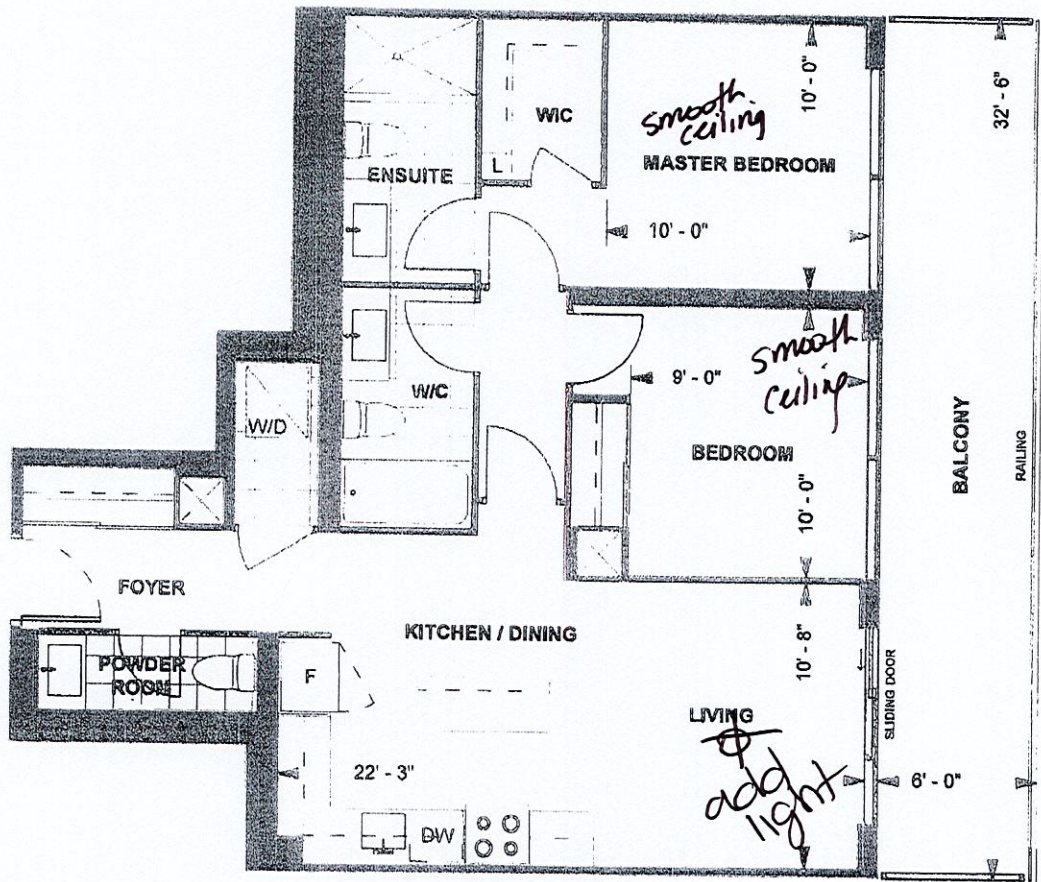 smooth
ceiling
MASTER BEDROOM
10' - 0"
10' - 0"
WIC
L
ENSUITE
32' - 6"
W/C
W/D
smooth
ceiling
9' - 0"
BEDROOM
10' - 0"
BALCONY
RAILING
FOYER
POWDER
ROOM
KITCHEN / DINING
F
10' - 8"
SLIDING DOOR
LIVING
add
light
22' - 3"
6' - 0"
DW